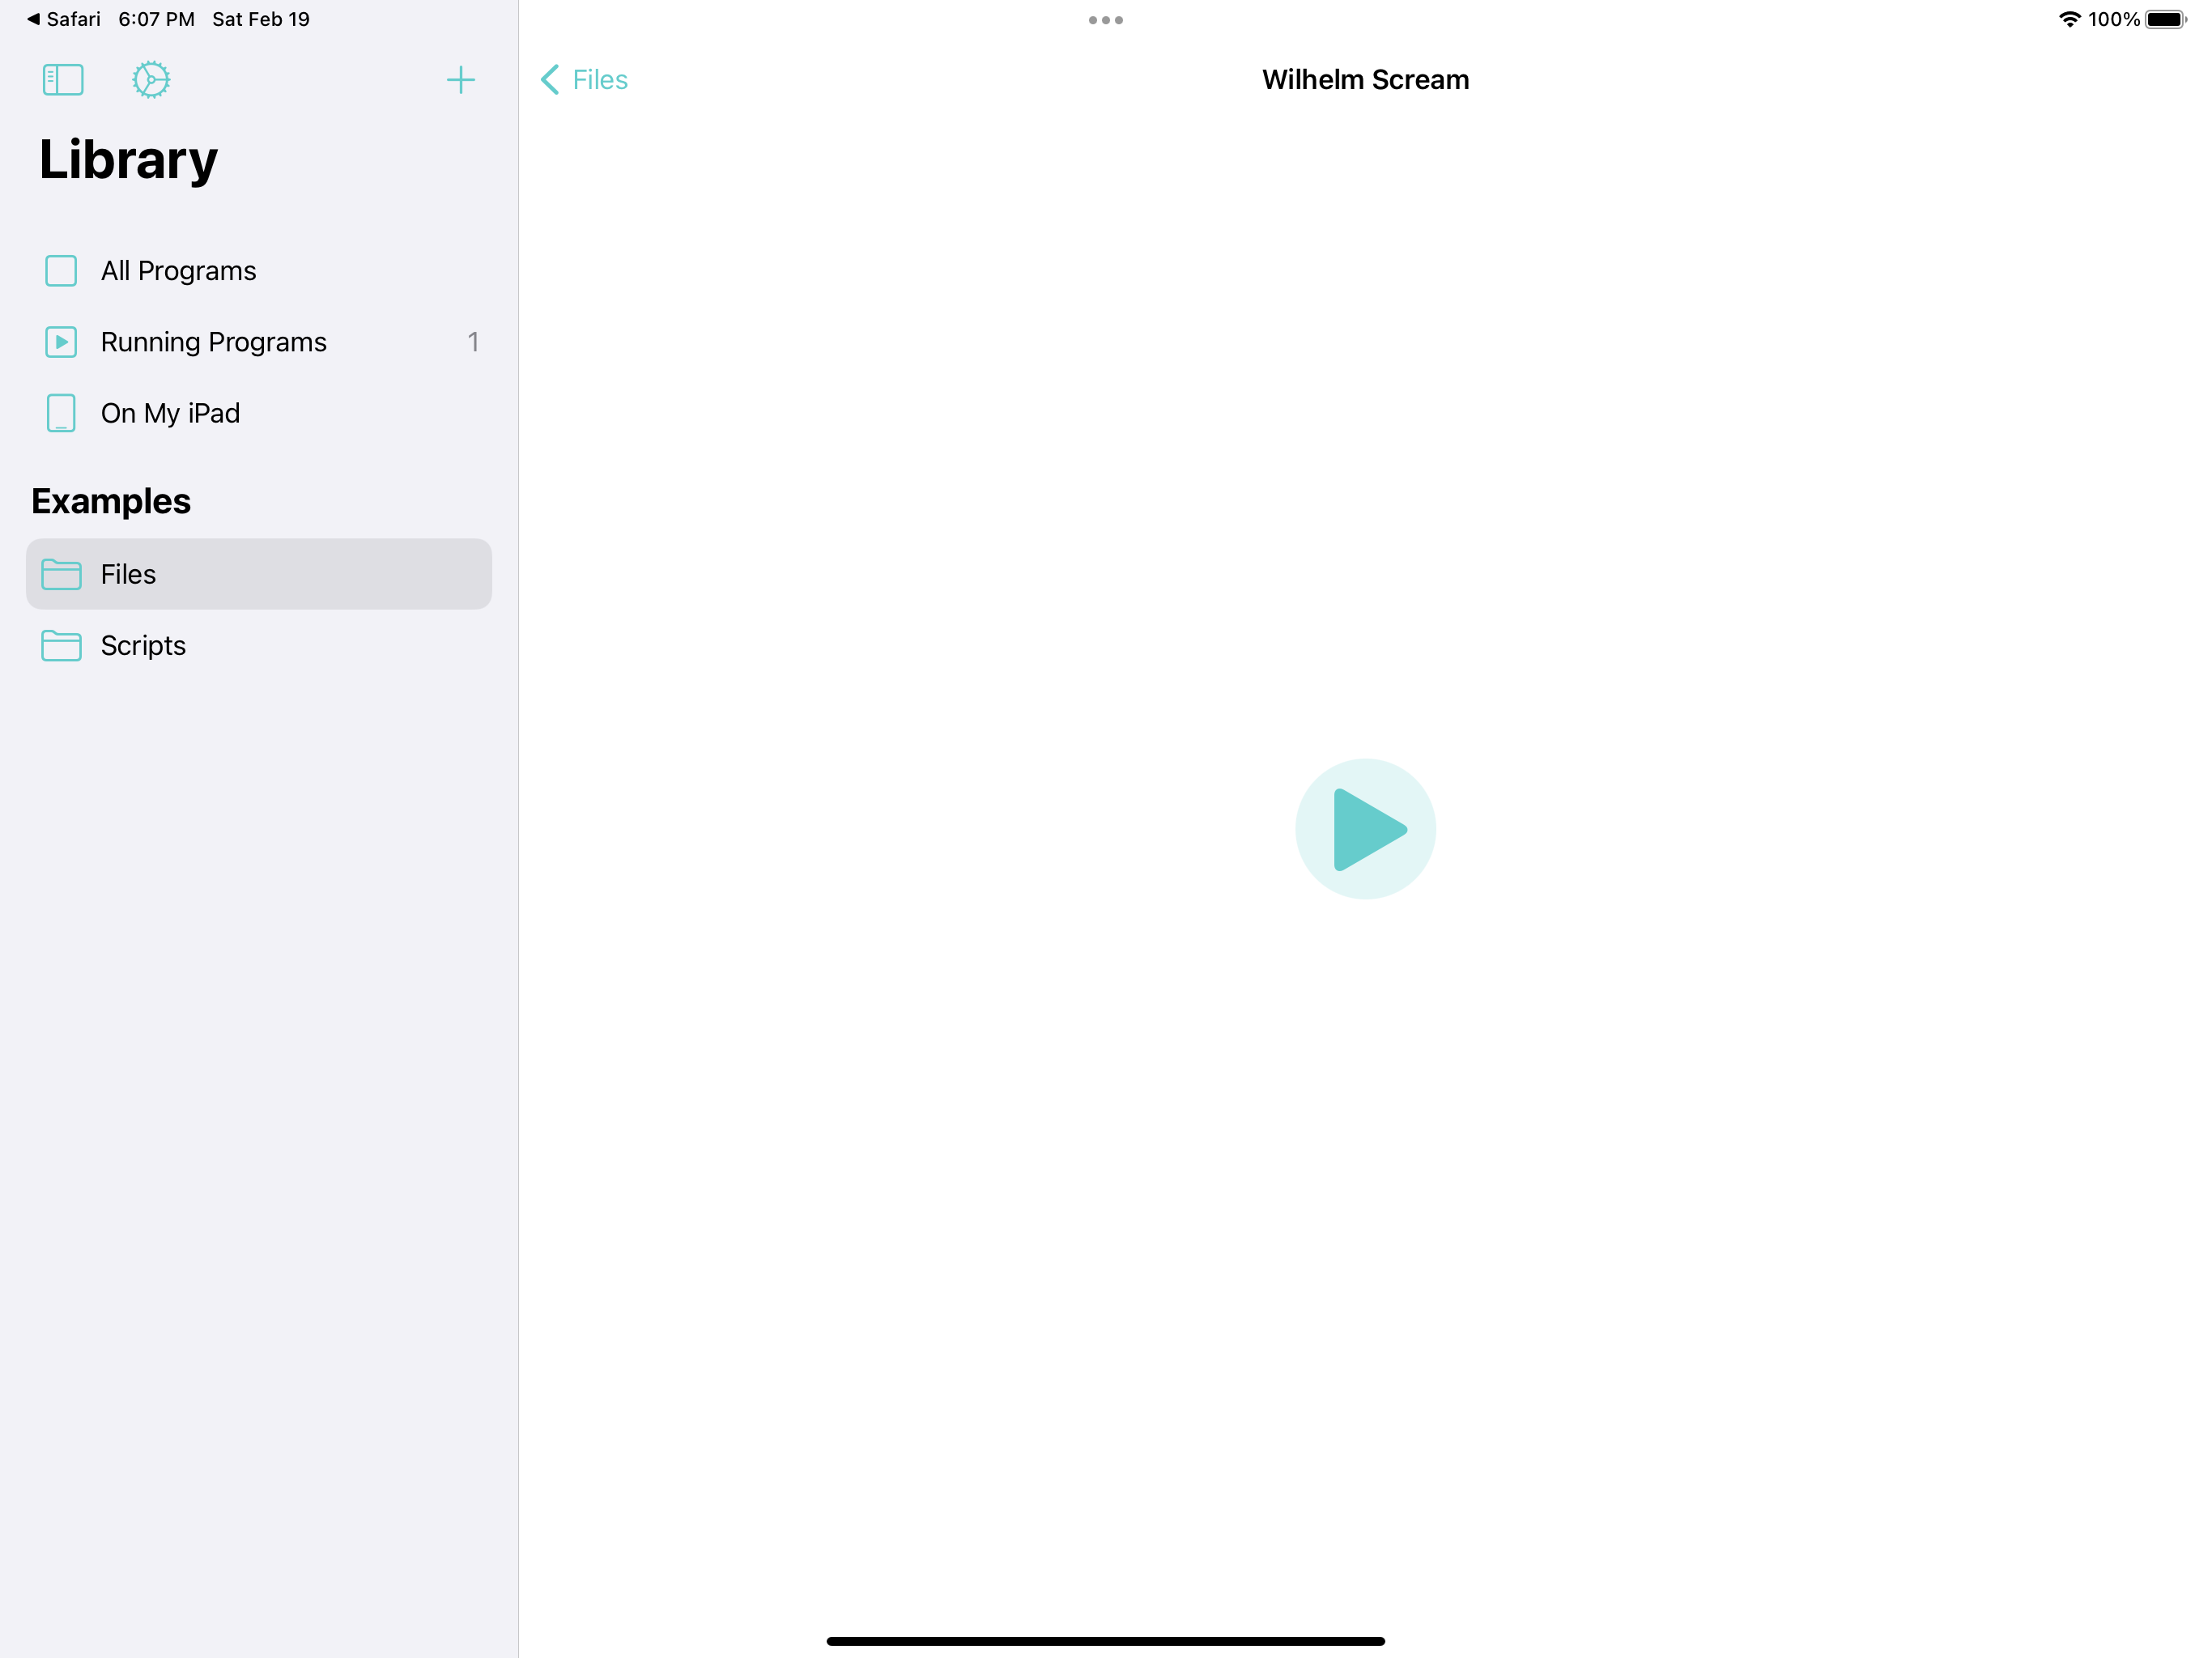 Safari 6:07 PM Sat Feb 19 100%
Files Wilhelm Scream
Library
All Programs
Running Programs 1
On My iPad
Examples
Files
Scripts